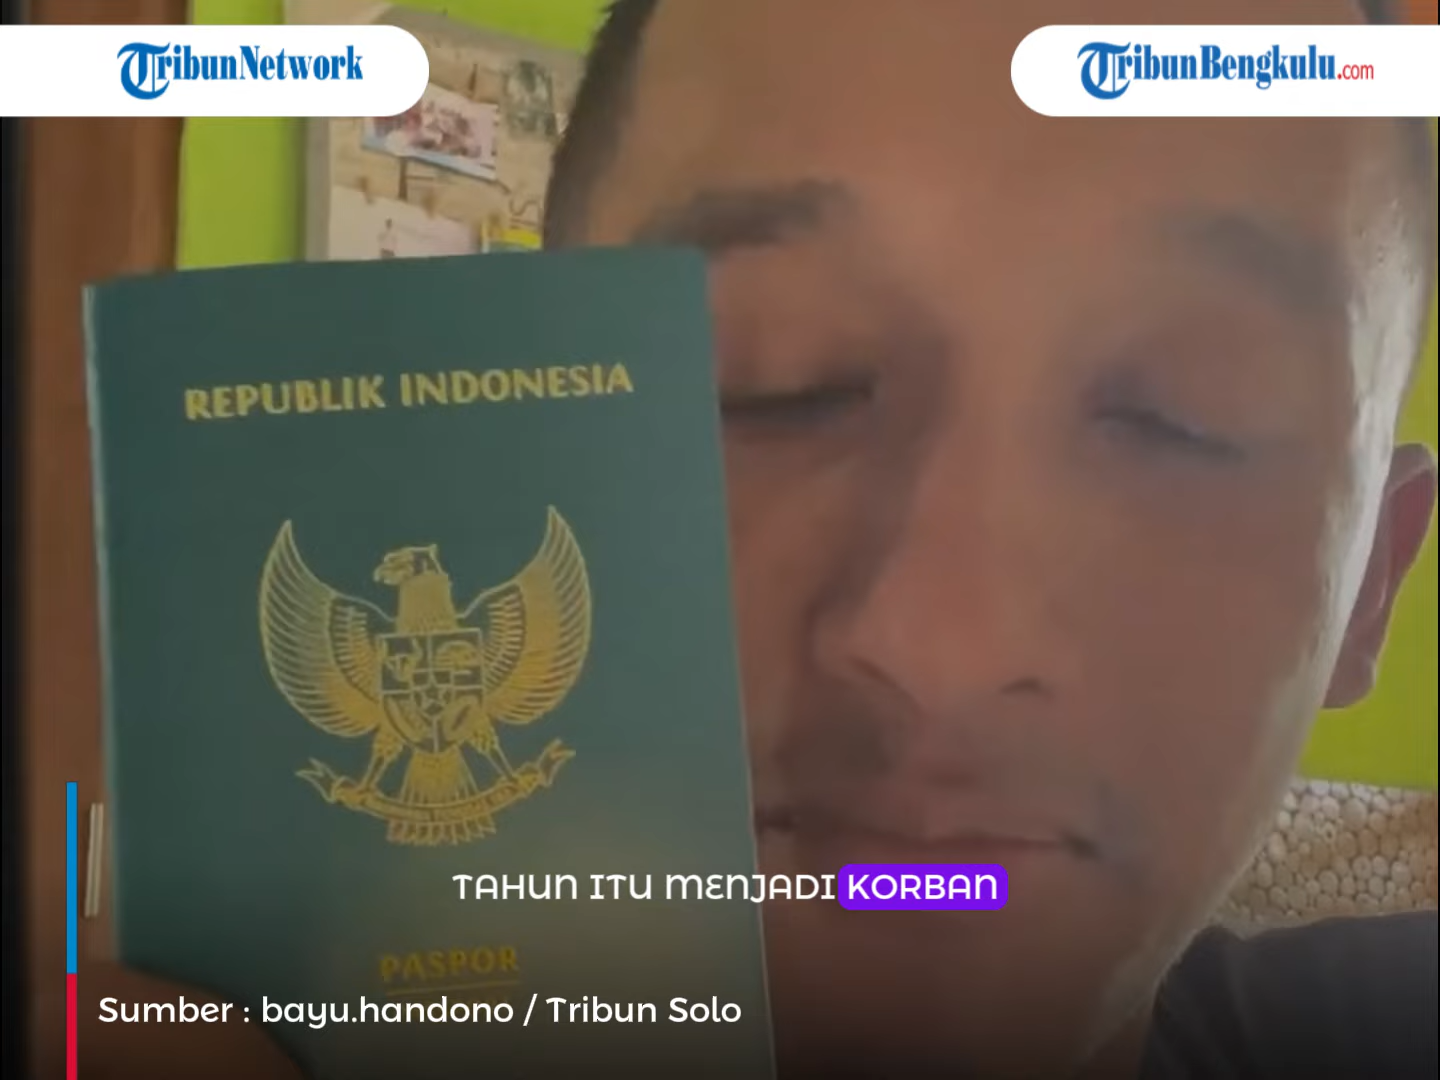 TribunNetwork
TribunBengkulu.com
REPUBLIK INDONESIA
TAHUN ITU MENJADI KORBAN
PASPOR
Sumber : bayu.handono / Tribun Solo